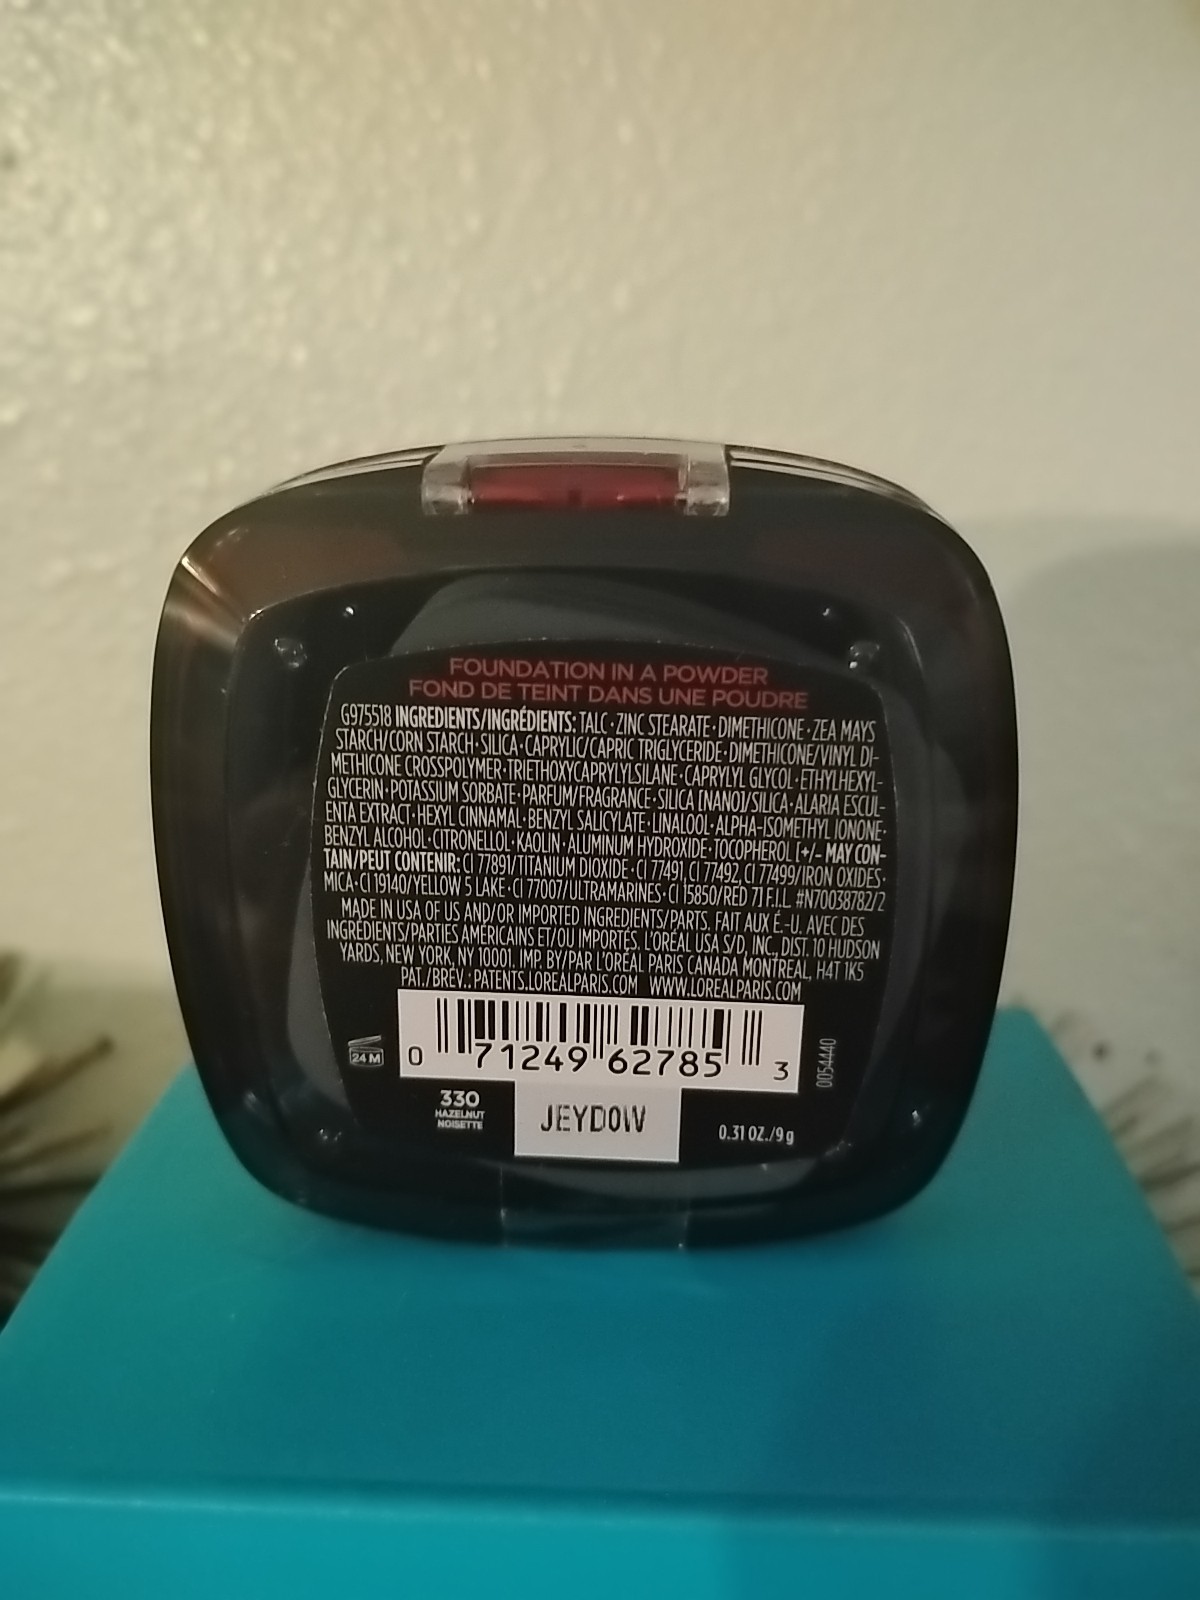 FOUNDATION IN A POWDER
FOND DE TEINT DANS UNE POUDRE
G975518 INGREDIENTS/INGRÉDIENTS: TALC · ZINC STEARATE · DIMETHICONE · ZEA MAYS
STARCH/CORN STARCH · SILICA · CAPRYLIC/CAPRIC TRIGLYCERIDE · DIMETHICONE/VINYL DI-
METHICONE CROSSPOLYMER · TRIETHOXYCAPRYLYLSILANE · CAPRYLYL GLYCOL · ETHYLHEXYL-
GLYCERIN · POTASSIUM SORBATE · PARFUM/FRAGRANCE · SILICA [NANO]/SILICA · ALARIA ESCUL-
ENTA EXTRACT · HEXYL CINNAMAL · BENZYL SALICYLATE · LINALOOL · ALPHA-ISOMETHYL IONONE ·
BENZYL ALCOHOL · CITRONELLOL · KAOLIN · ALUMINUM HYDROXIDE · TOCOPHEROL [+/- MAY CON-
TAIN/PEUT CONTENIR: CI 77891/TITANIUM DIOXIDE · CI 77491, CI 77492, CI 77499/IRON OXIDES ·
MICA · CI 19140/YELLOW 5 LAKE · CI 77007/ULTRAMARINES · CI 15850/RED 7] F.I.L. #N70038782/2
MADE IN USA OF US AND/OR IMPORTED INGREDIENTS/PARTS. FAIT AUX É.-U. AVEC DES
INGRÉDIENTS/PARTIES AMÉRICAINS ET/OU IMPORTÉS. L'ORÉAL USA S/D, INC., DIST. 10 HUDSON
YARDS, NEW YORK, NY 10001. IMP. BY/PAR L'ORÉAL PARIS CANADA MONTREAL, H4T 1K5
PAT./BREV.: PATENTS.LOREALPARIS.COM WWW.LOREALPARIS.COM
24 M
0 71249 62785 3
0054440
330
HAZELNUT
NOISETTE
JEYDOW
0.31 OZ./9 g